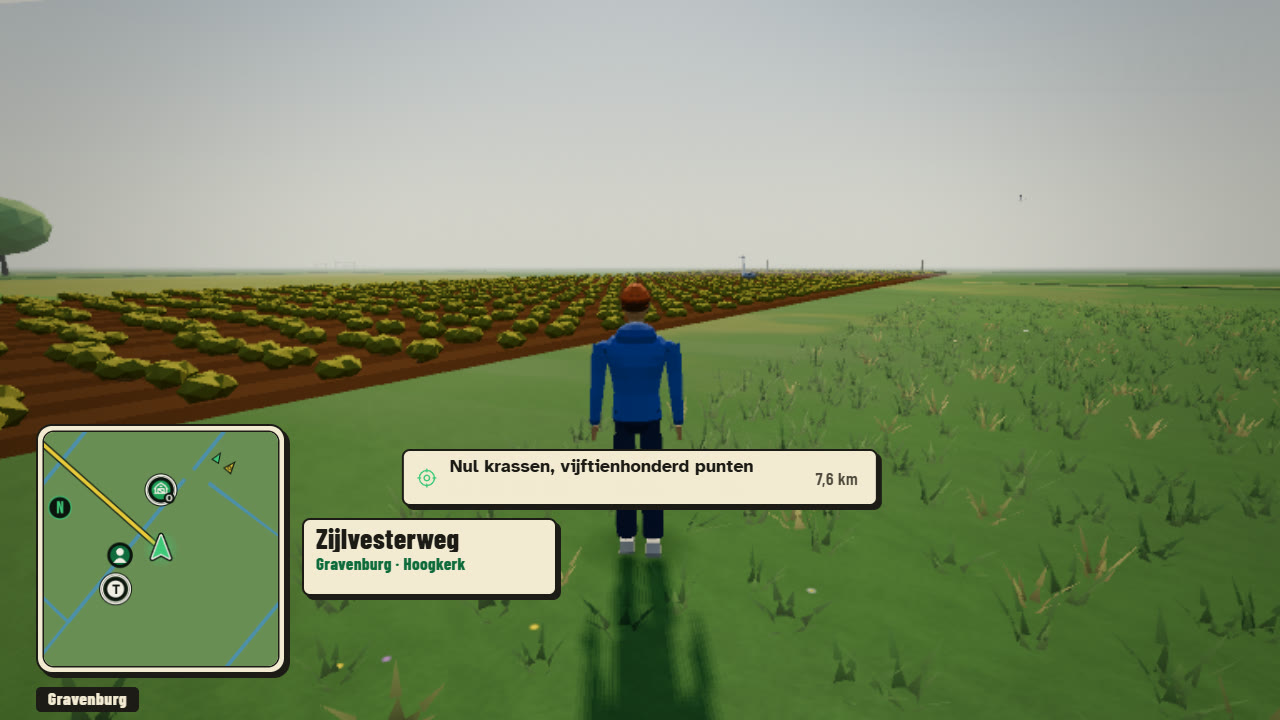 Nul krassen, vijftienhonderd punten
7,6 km
Zijlvesterweg
Gravenburg · Hoogkerk
N
T
Gravenburg